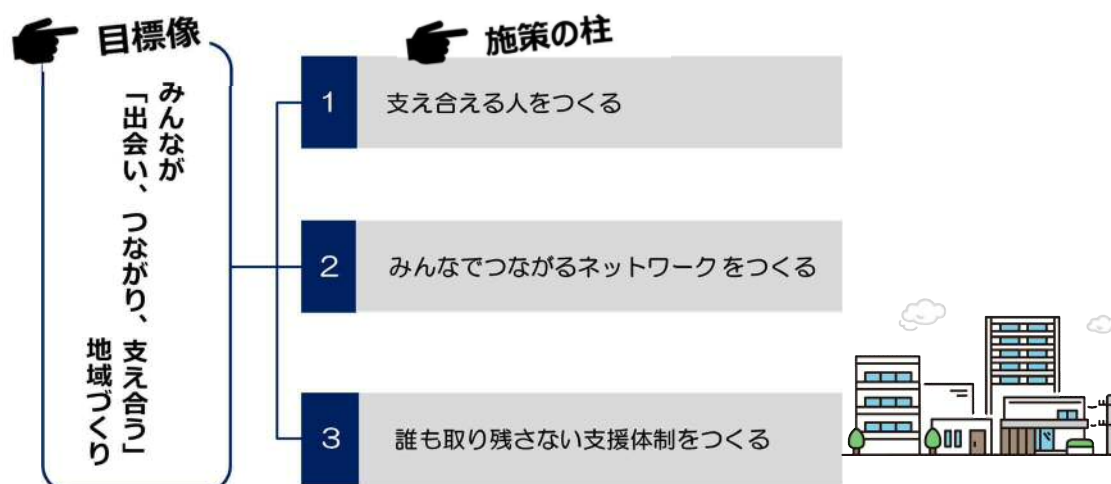 目標像
みんなが
「出会い、つながり、支え合う」
地域づくり
施策の柱
1 支え合える人をつくる
2 みんなでつながるネットワークをつくる
3 誰も取り残さない支援体制をつくる